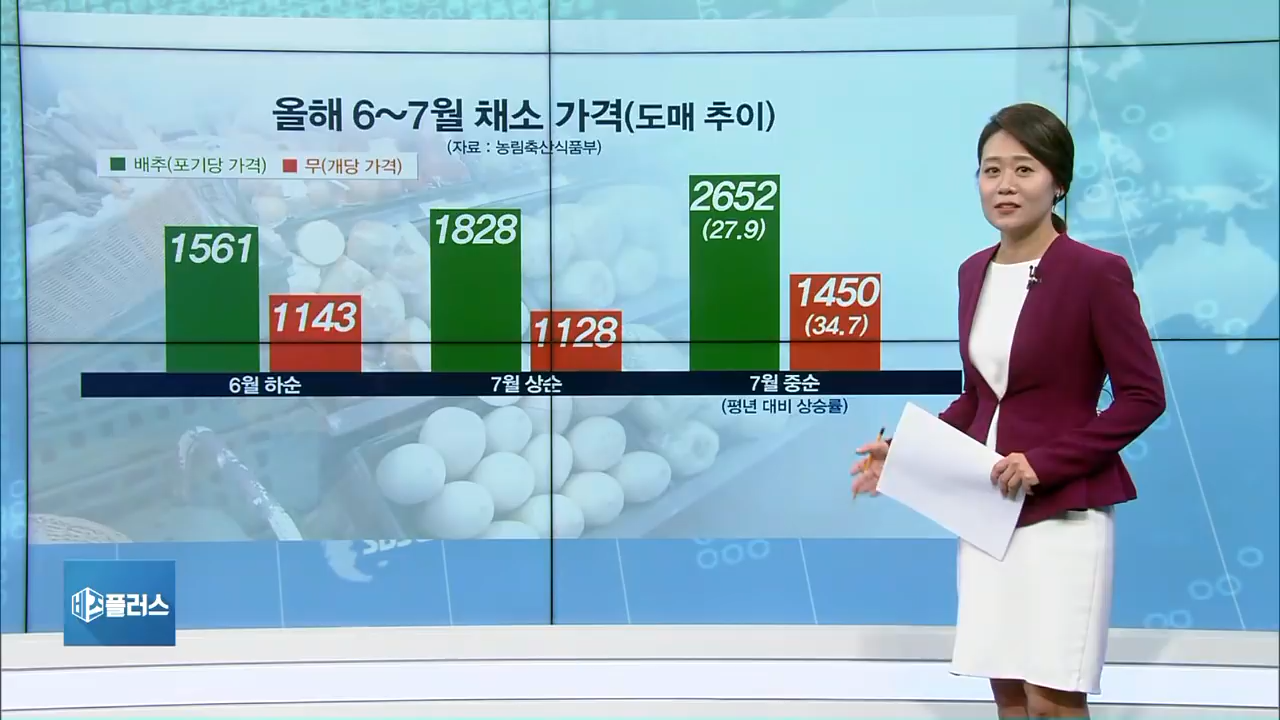 올해 6~7월 채소 가격(도매 추이)
(자료 : 농림축산식품부)
배추(포기당 가격) 무(개당 가격)
1561
1143
1828
1128
2652
(27.9)
1450
(34.7)
6월 하순 7월 상순 7월 중순
(평년 대비 상승률)
SBS
비즈플러스